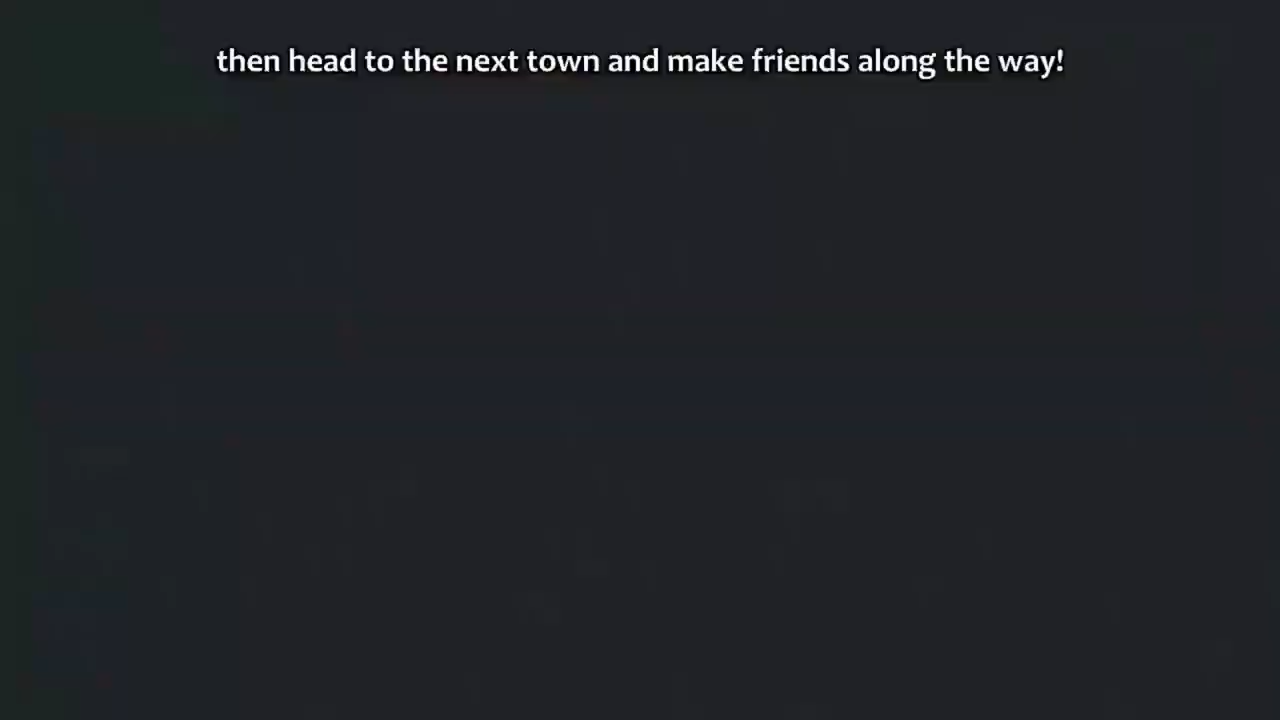 then head to the next town and make friends along the way!